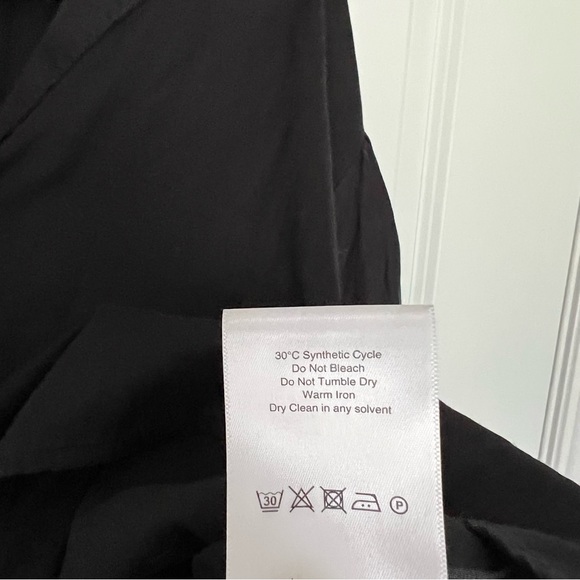 30°C Synthetic Cycle
Do Not Bleach
Do Not Tumble Dry
Warm Iron
Dry Clean in any solvent
30 P